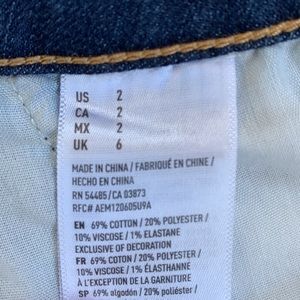 US 2
CA 2
MX 2
UK 6
MADE IN CHINA / FABRIQUÉ EN CHINE /
HECHO EN CHINA
RN 54485/CA 03873
RFC# AEM120605U9A
EN 69% COTTON / 20% POLYESTER /
10% VISCOSE / 1% ELASTANE
EXCLUSIVE OF DECORATION
FR 69% COTON / 20% POLYESTER /
10% VISCOSE / 1% ÉLASTHANNE
À L'EXCEPTION DE LA GARNITURE
SP 69% algodón / 20% poliéster /